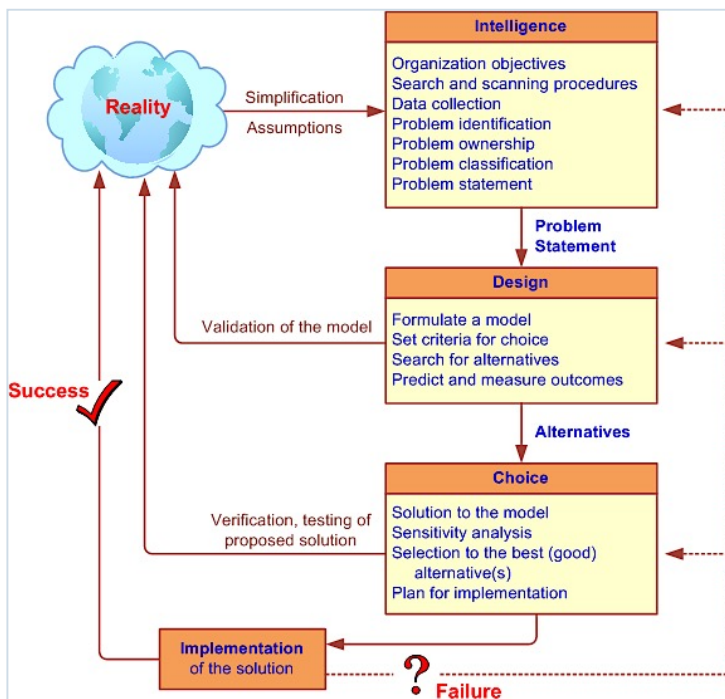 Intelligence
Organization objectives
Search and scanning procedures
Data collection
Problem identification
Problem ownership
Problem classification
Problem statement
Reality
Simplification
Assumptions
Problem
Statement
Design
Formulate a model
Set criteria for choice
Search for alternatives
Predict and measure outcomes
Validation of the model
Success
Alternatives
Choice
Solution to the model
Sensitivity analysis
Selection to the best (good)
alternative(s)
Plan for implementation
Verification, testing of
proposed solution
Implementation
of the solution
?
Failure